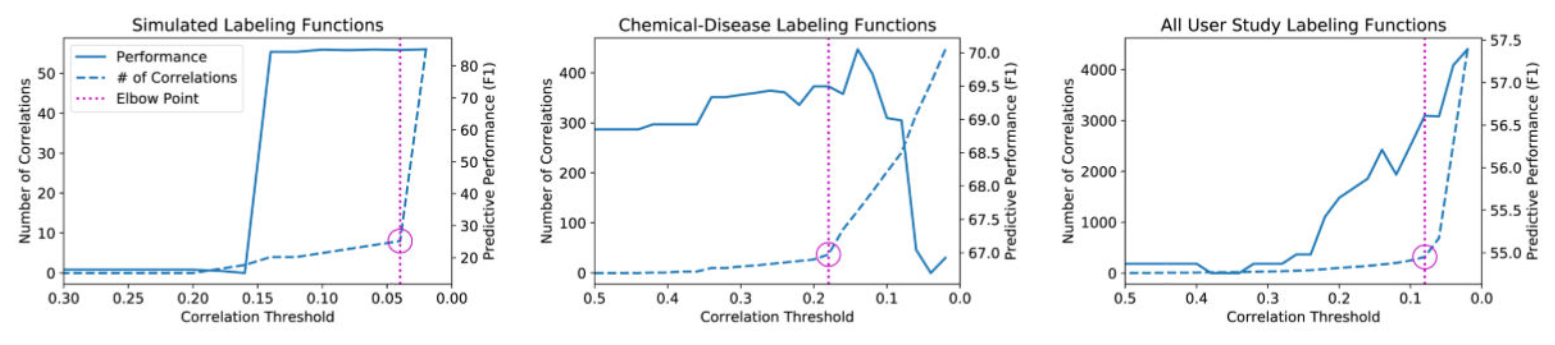 Simulated Labeling Functions
Performance
# of Correlations
Elbow Point
Number of Correlations
50
40
30
20
10
0
80
70
60
50
40
30
20
Predictive Performance (F1)
0.30 0.25 0.20 0.15 0.10 0.05 0.00
Correlation Threshold
Chemical-Disease Labeling Functions
Number of Correlations
400
300
200
100
0
70.0
69.5
69.0
68.5
68.0
67.5
67.0
Predictive Performance (F1)
0.5 0.4 0.3 0.2 0.1 0.0
Correlation Threshold
All User Study Labeling Functions
Number of Correlations
4000
3000
2000
1000
0
57.5
57.0
56.5
56.0
55.5
55.0
Predictive Performance (F1)
0.5 0.4 0.3 0.2 0.1 0.0
Correlation Threshold